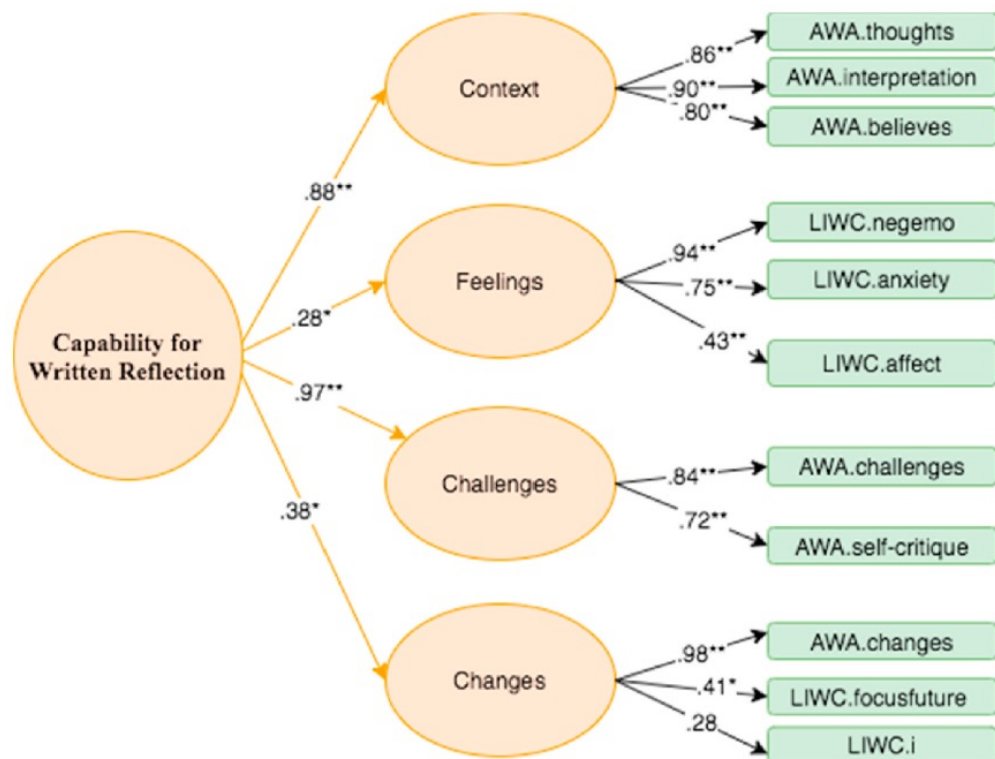 AWA.thoughts
.86**
Context
.90**
AWA.interpretation
.80**
AWA.believes
.88**
LIWC.negemo
.94**
Feelings
.75**
LIWC.anxiety
.28*
.43**
LIWC.affect
Capability for
Written Reflection
.97**
AWA.challenges
.84**
Challenges
.72**
AWA.self-critique
.38*
AWA.changes
.98**
Changes
.41*
LIWC.focusfuture
.28
LIWC.i